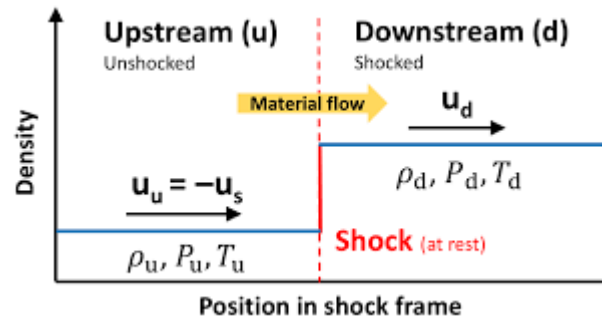 Upstream (u)
Unshocked
Downstream (d)
Shocked
Material flow
u_d
u_u = −u_s
ρ_d, P_d, T_d
ρ_u, P_u, T_u
Shock (at rest)
Density
Position in shock frame